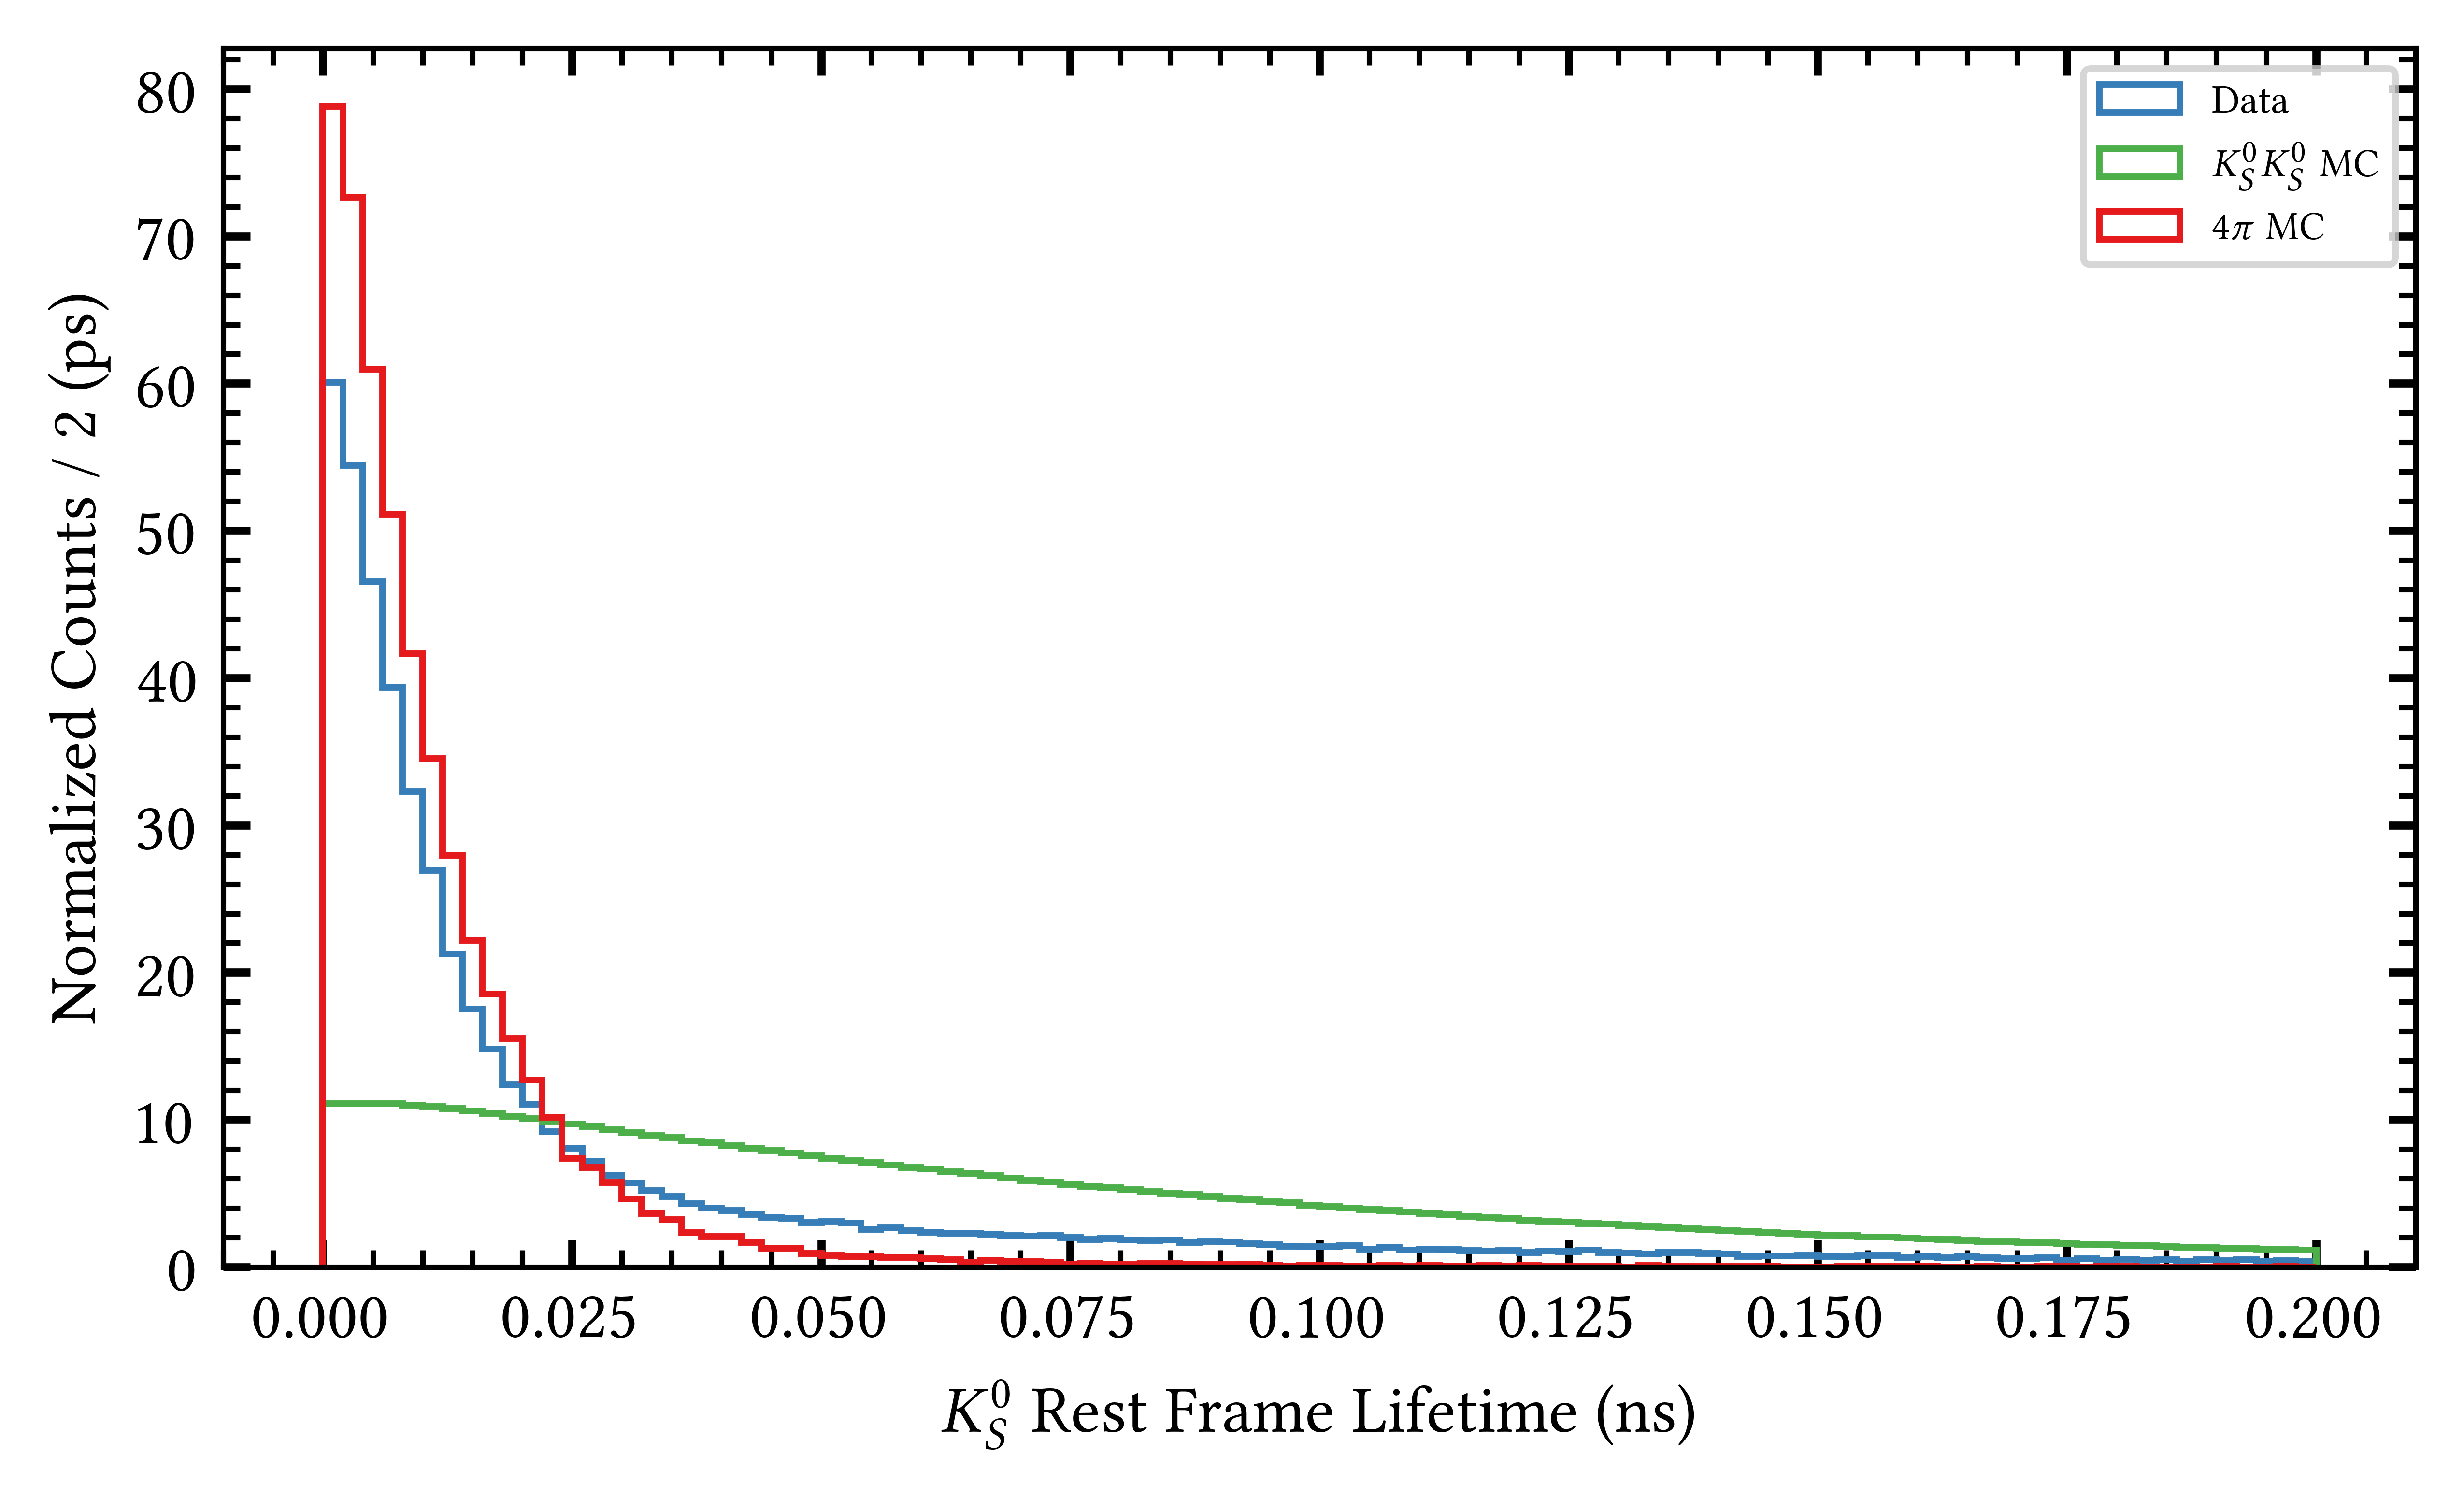 Normalized Counts / 2 (ps)
80
70
60
50
40
30
20
10
0
Data
K_S^0 K_S^0 MC
4π MC
0.000 0.025 0.050 0.075 0.100 0.125 0.150 0.175 0.200
K_S^0 Rest Frame Lifetime (ns)